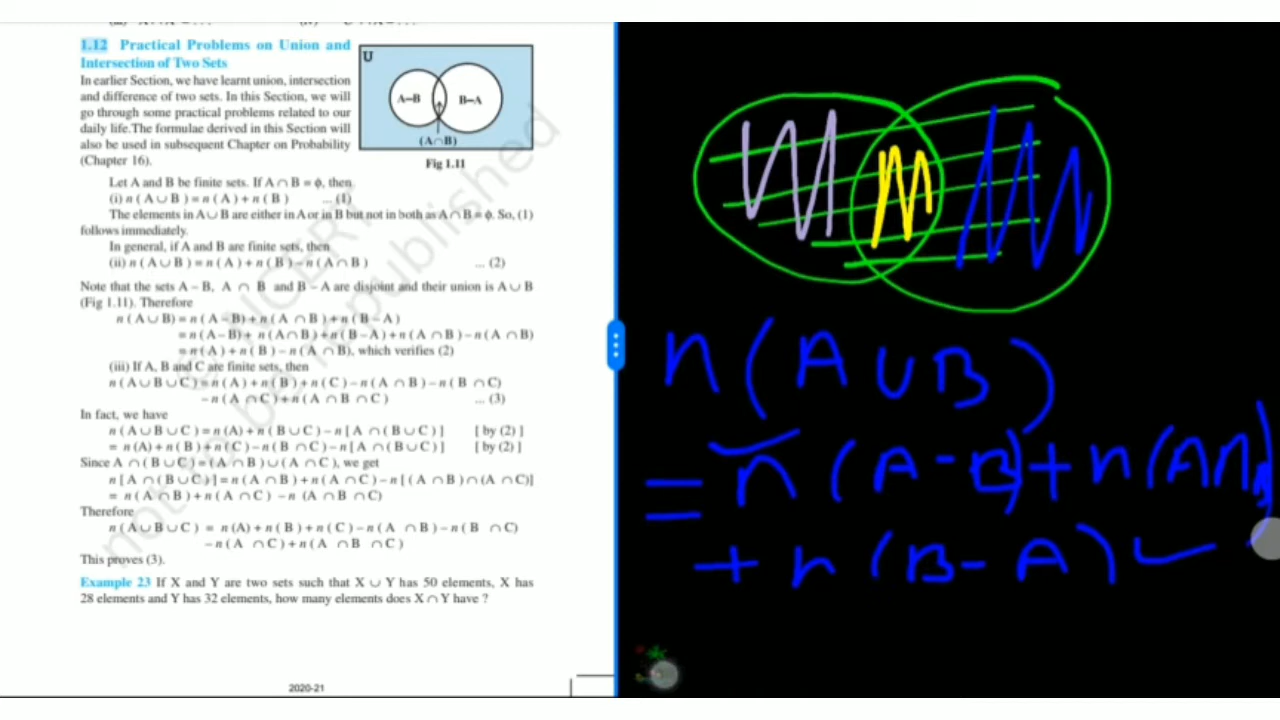 1.12 Practical Problems on Union and
Intersection of Two Sets
In earlier Section, we have learnt union, intersection
and difference of two sets. In this Section, we will
go through some practical problems related to our
daily life.The formulae derived in this Section will
also be used in subsequent Chapter on Probability
(Chapter 16).
U
A–B
B–A
(A∩B)
Fig 1.11
Let A and B be finite sets. If A ∩ B = ϕ, then
(i) n ( A ∪ B ) = n ( A ) + n ( B ) ... (1)
The elements in A ∪ B are either in A or in B but not in both as A ∩ B = ϕ. So, (1)
follows immediately.
In general, if A and B are finite sets, then
(ii) n ( A ∪ B ) = n ( A ) + n ( B ) – n ( A ∩ B ) ... (2)
Note that the sets A – B, A ∩ B and B – A are disjoint and their union is A ∪ B
(Fig 1.11). Therefore
n ( A ∪ B) = n ( A – B) + n ( A ∩ B ) + n ( B – A )
= n ( A – B) + n ( A ∩ B ) + n ( B – A ) + n ( A ∩ B ) – n ( A ∩ B)
= n ( A ) + n ( B ) – n ( A ∩ B), which verifies (2)
(iii) If A, B and C are finite sets, then
n ( A ∪ B ∪ C ) = n ( A ) + n ( B ) + n ( C ) – n ( A ∩ B ) – n ( B ∩ C)
– n ( A ∩ C ) + n ( A ∩ B ∩ C ) ... (3)
In fact, we have
n ( A ∪ B ∪ C ) = n (A) + n ( B ∪ C ) – n [ A ∩ ( B ∪ C ) ] [ by (2) ]
= n (A) + n ( B ) + n ( C ) – n ( B ∩ C ) – n [ A ∩ ( B ∪ C ) ] [ by (2) ]
Since A ∩ ( B ∪ C ) = ( A ∩ B ) ∪ ( A ∩ C ), we get
n [ A ∩ ( B ∪ C ) ] = n ( A ∩ B ) + n ( A ∩ C ) – n [ ( A ∩ B ) ∩ (A ∩ C)]
= n ( A ∩ B ) + n ( A ∩ C ) – n (A ∩ B ∩ C)
Therefore
n ( A ∪ B ∪ C ) = n (A) + n ( B ) + n ( C ) – n ( A ∩ B ) – n ( B ∩ C)
– n ( A ∩ C ) + n ( A ∩ B ∩ C )
This proves (3).
Example 23 If X and Y are two sets such that X ∪ Y has 50 elements, X has
28 elements and Y has 32 elements, how many elements does X ∩ Y have ?
2020-21
© NCERT
not to be republished
n ( A ∪ B )
= n ( A - B) + n (A∩
+ n ( B - A )